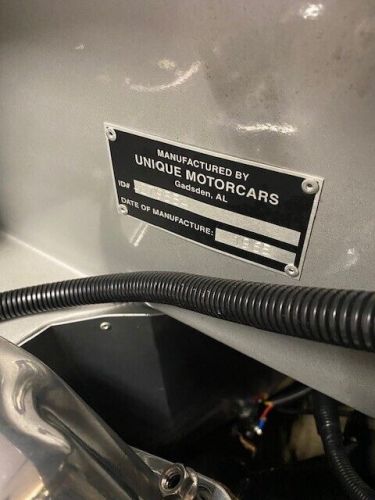 MANUFACTURED BY
UNIQUE MOTORCARS
Gadsden, AL
ID#
DATE OF MANUFACTURE: